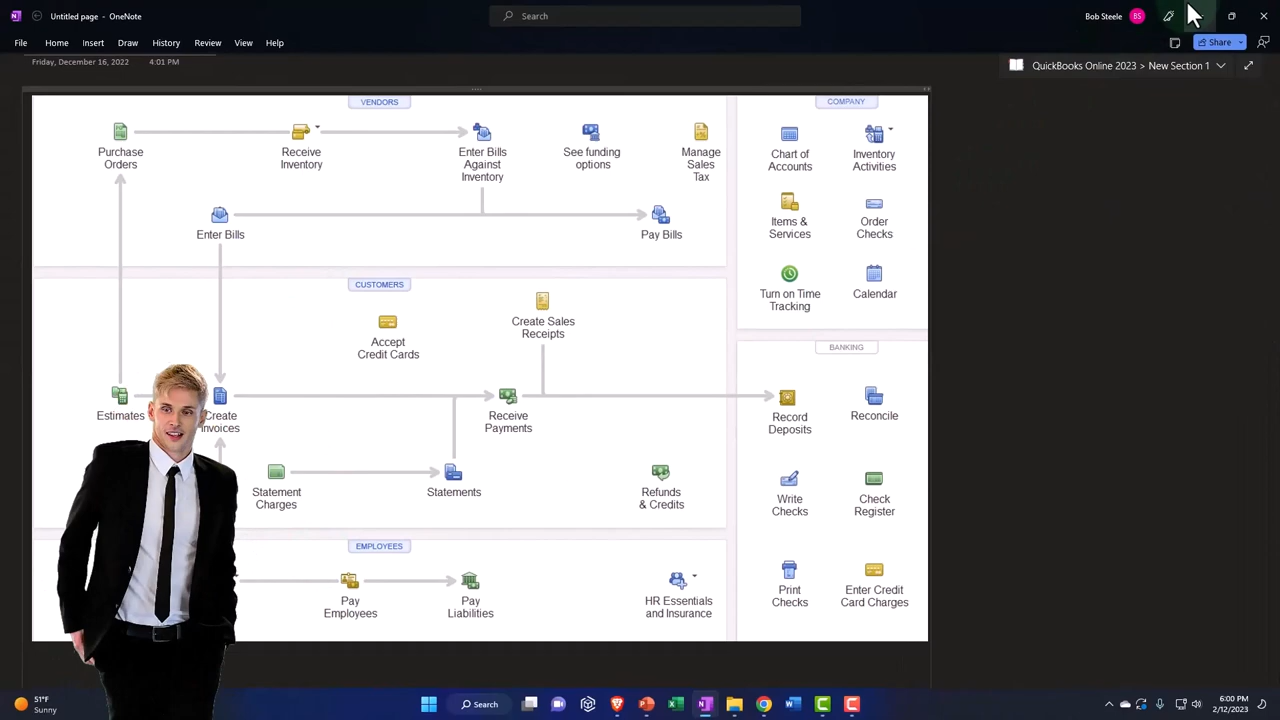 Untitled page - OneNote
Search
Bob Steele
BS
File
Home
Insert
Draw
History
Review
View
Help
Share
Friday, December 16, 2022
4:01 PM
QuickBooks Online 2023 > New Section 1
VENDORS
Purchase
Orders
Receive
Inventory
Enter Bills
Against
Inventory
See funding
options
Manage
Sales
Tax
Enter Bills
Pay Bills
CUSTOMERS
Accept
Credit Cards
Create Sales
Receipts
Estimates
Create
Invoices
Receive
Payments
Statement
Charges
Statements
Refunds
& Credits
EMPLOYEES
Pay
Employees
Pay
Liabilities
HR Essentials
and Insurance
COMPANY
Chart of
Accounts
Inventory
Activities
Items &
Services
Order
Checks
Turn on Time
Tracking
Calendar
BANKING
Record
Deposits
Reconcile
Write
Checks
Check
Register
Print
Checks
Enter Credit
Card Charges
51°F
Sunny
Search
6:00 PM
2/12/2023